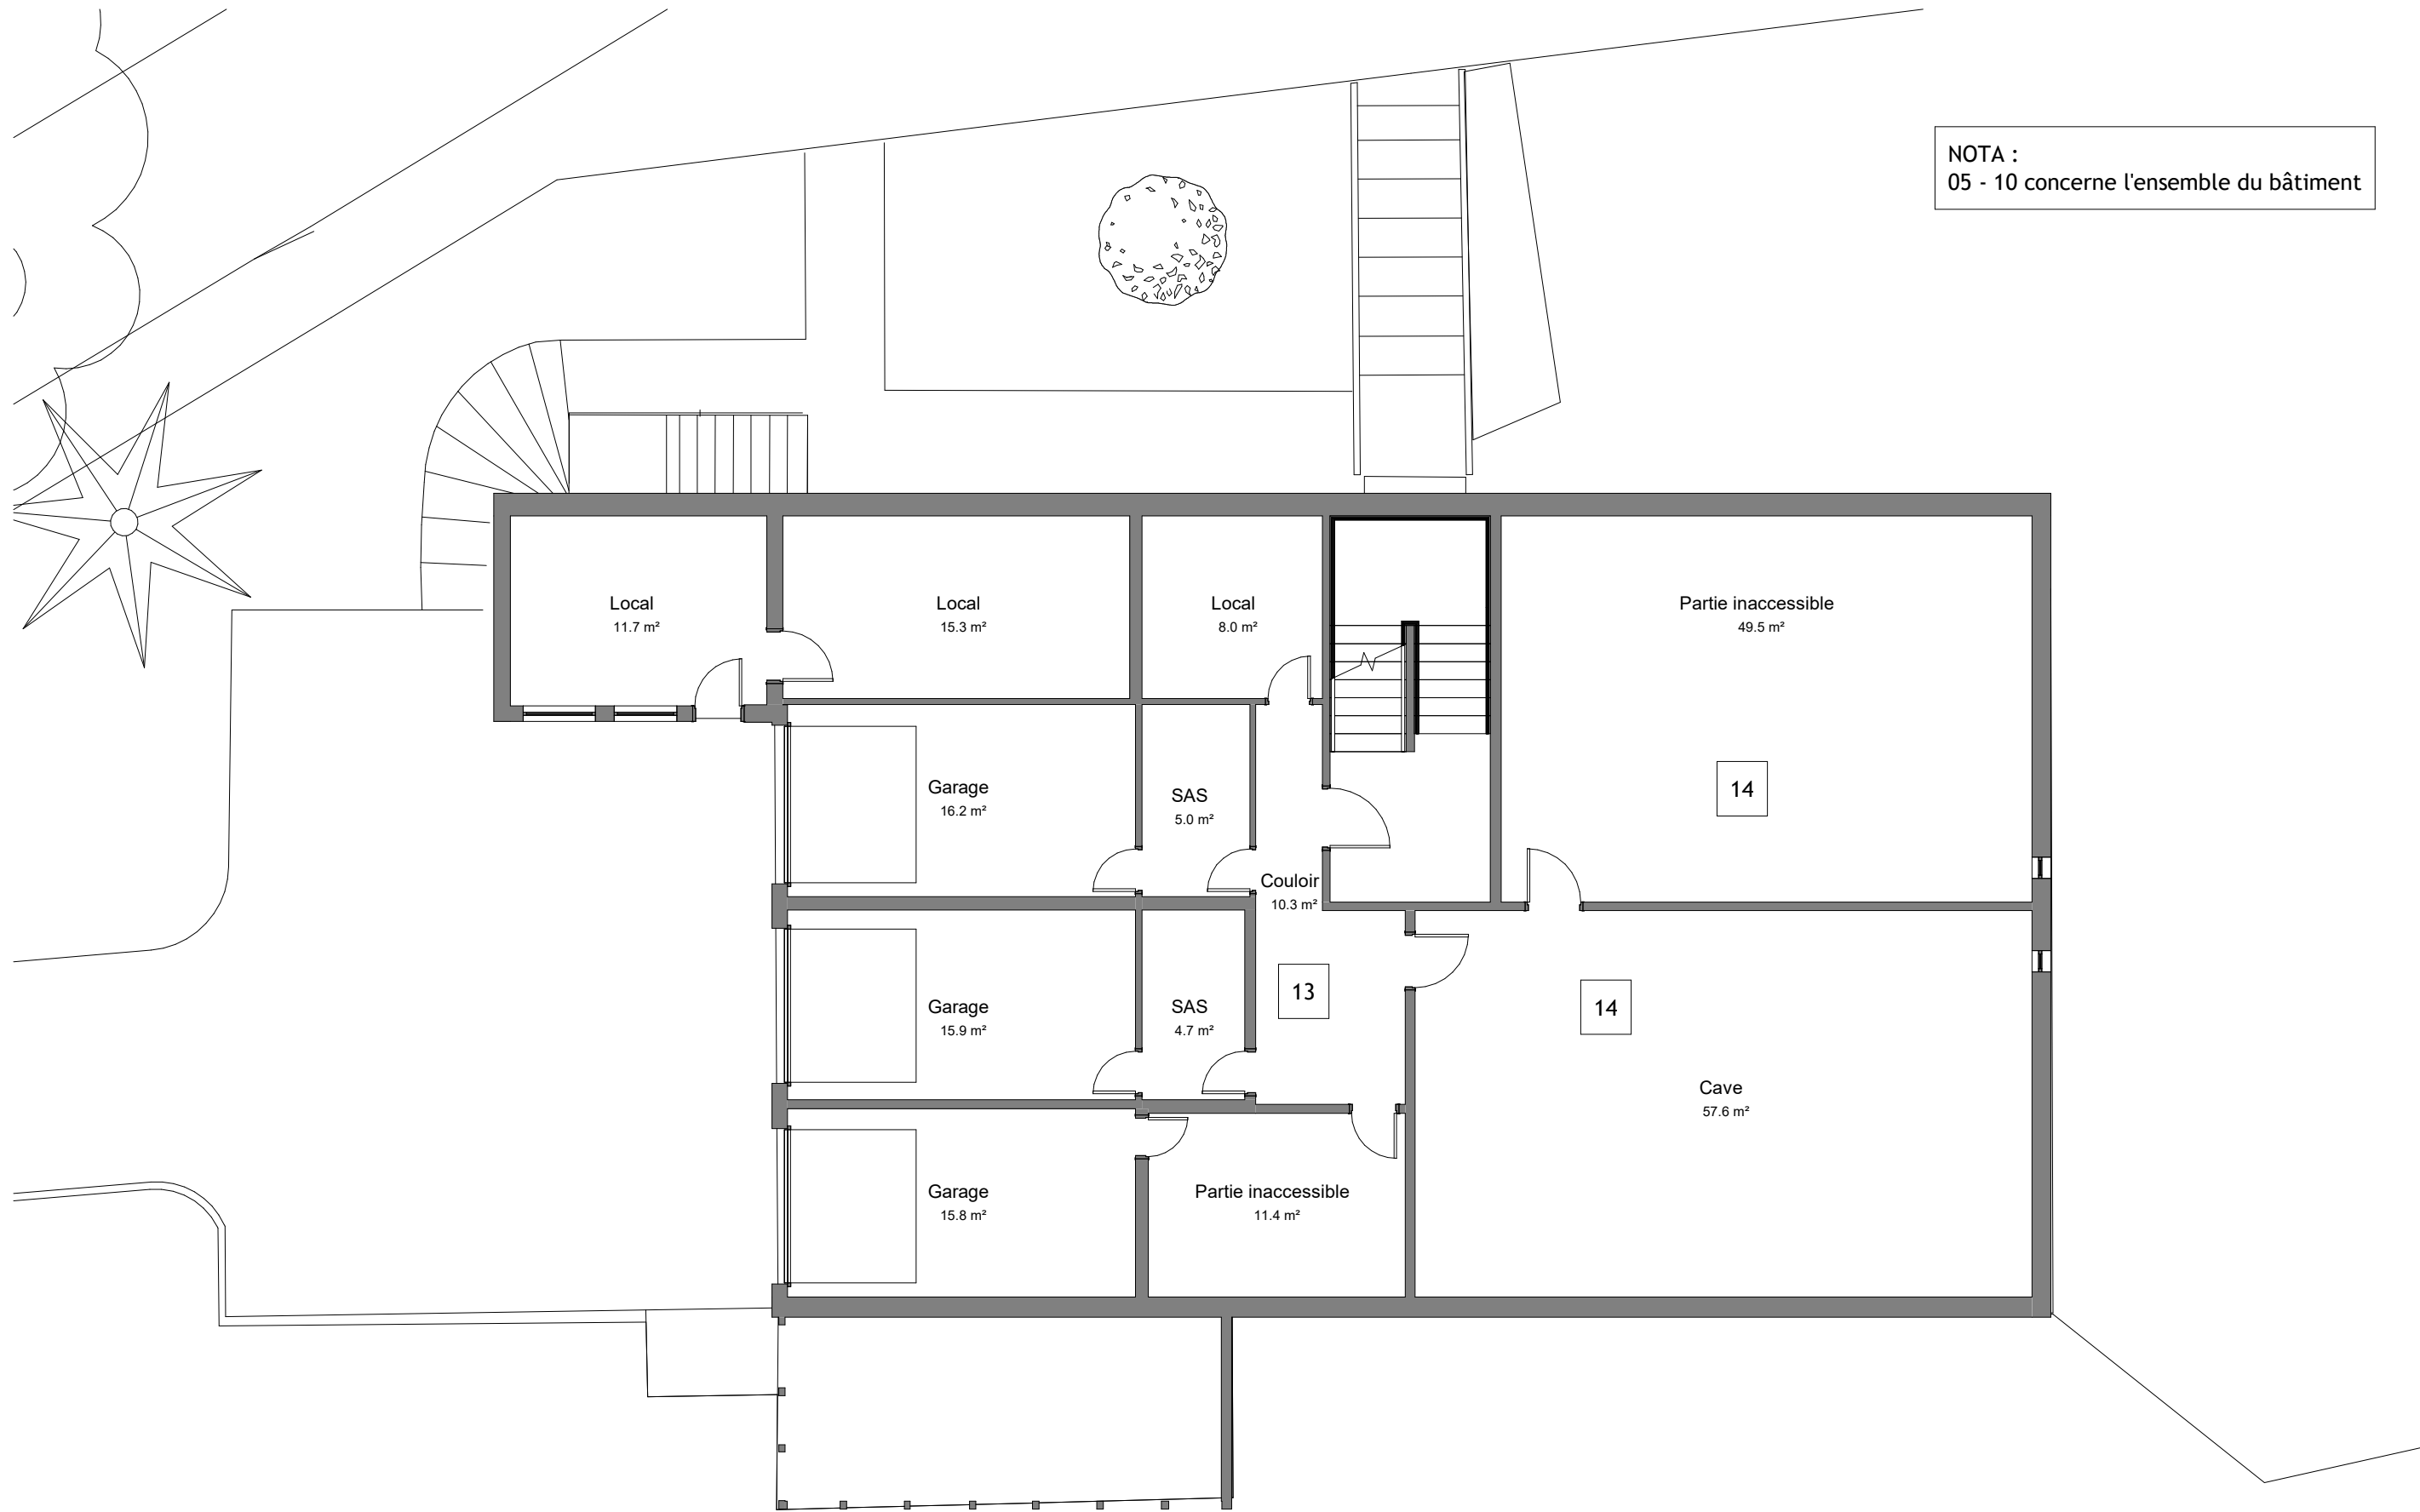 NOTA :
05 - 10 concerne l'ensemble du bâtiment
Local
11.7 m²
Local
15.3 m²
Local
8.0 m²
Partie inaccessible
49.5 m²
14
Garage
16.2 m²
SAS
5.0 m²
Couloir
10.3 m²
13
14
Garage
15.9 m²
SAS
4.7 m²
Cave
57.6 m²
Garage
15.8 m²
Partie inaccessible
11.4 m²